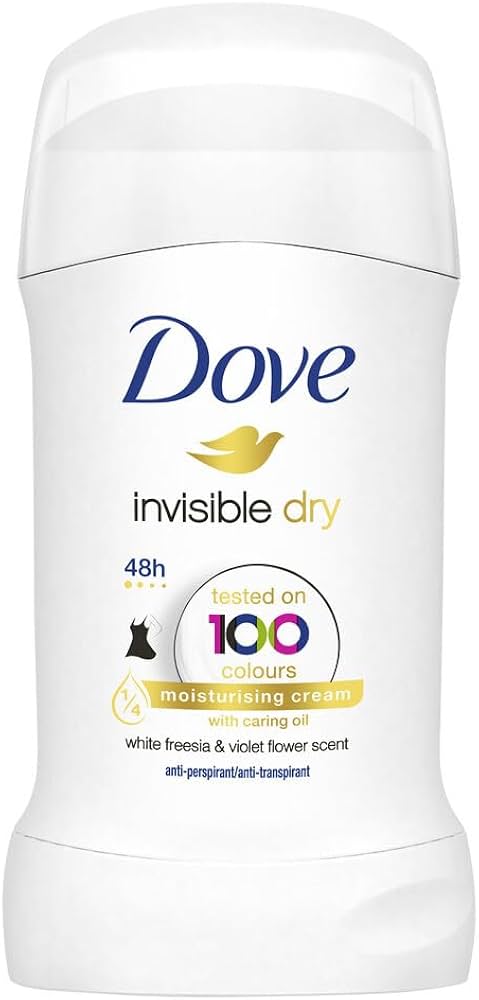 Dove
invisible dry
48h
tested on
100
colours
1/4
moisturising cream
with caring oil
white freesia & violet flower scent
anti-perspirant/anti-transpirant